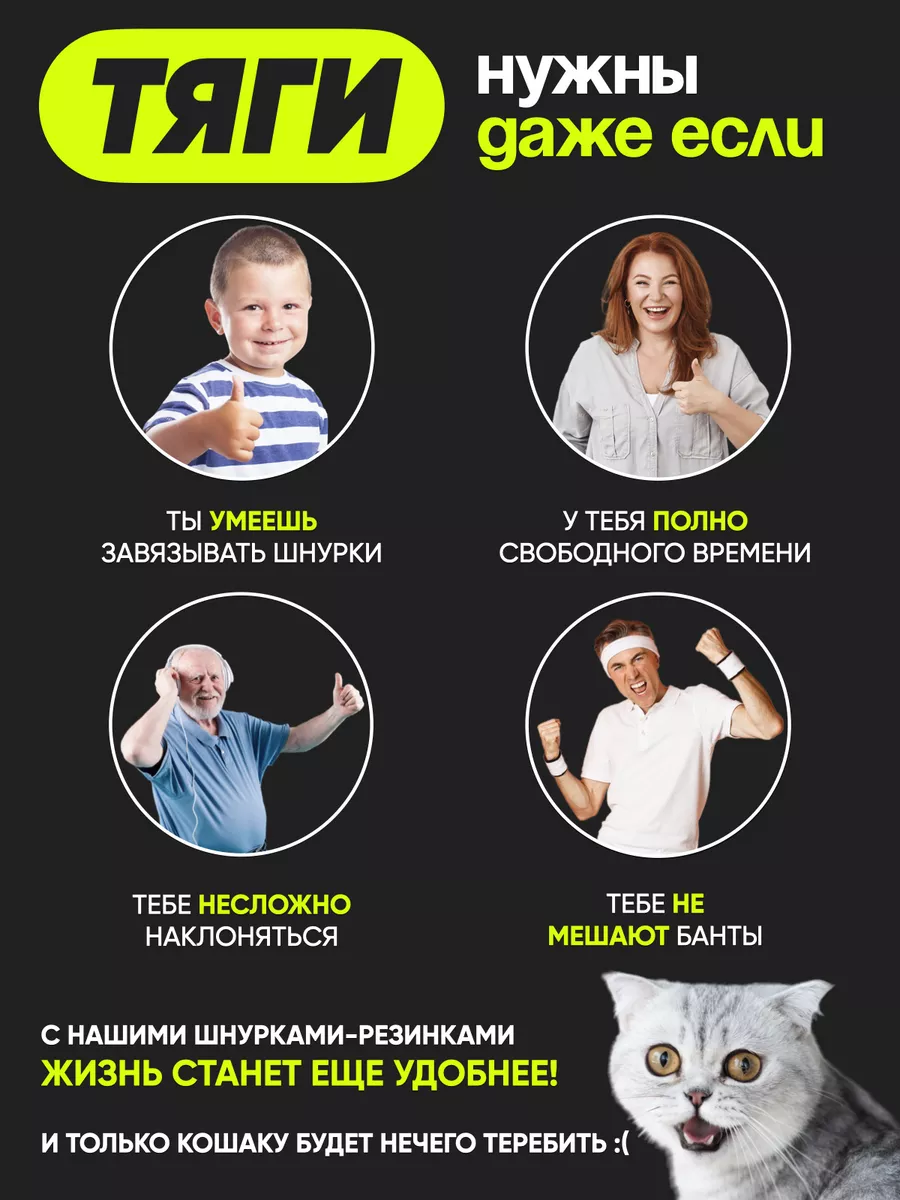 ТЯГИ
нужны
даже если
ТЫ УМЕЕШЬ
ЗАВЯЗЫВАТЬ ШНУРКИ
У ТЕБЯ ПОЛНО
СВОБОДНОГО ВРЕМЕНИ
ТЕБЕ НЕСЛОЖНО
НАКЛОНЯТЬСЯ
ТЕБЕ НЕ
МЕШАЮТ БАНТЫ
С НАШИМИ ШНУРКАМИ-РЕЗИНКАМИ
ЖИЗНЬ СТАНЕТ ЕЩЕ УДОБНЕЕ!
И ТОЛЬКО КОШАКУ БУДЕТ НЕЧЕГО ТЕРЕБИТЬ :(